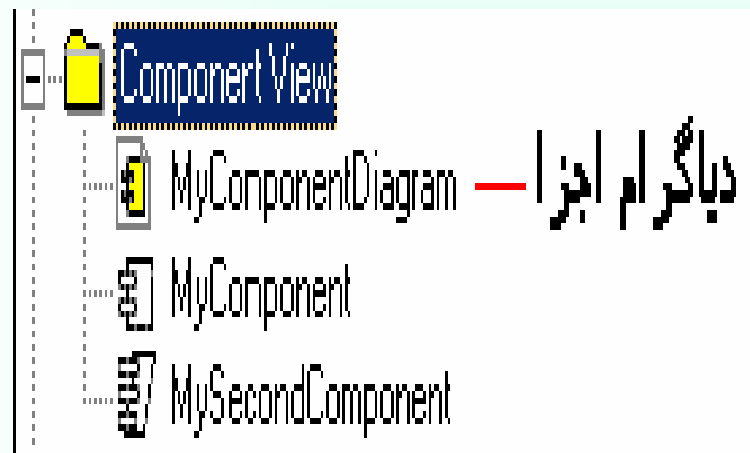 Component View
MyComponentDiagram — دیاگرام اجزا
MyComponent
MySecondComponent